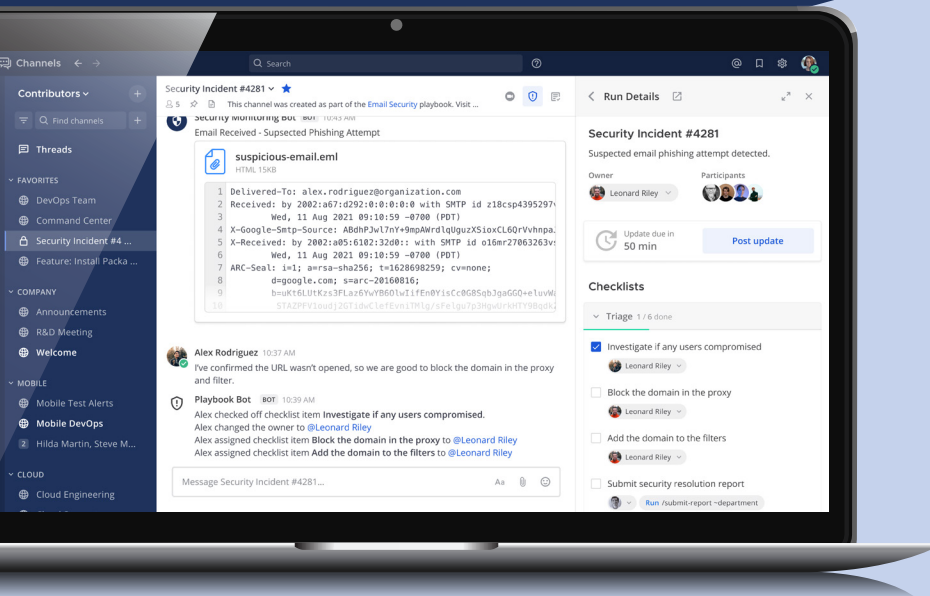 Channels
Search
Contributors
Find channels
Threads
FAVORITES
DevOps Team
Command Center
Security Incident #4 ...
Feature: Install Packa ...
COMPANY
Announcements
R&D Meeting
Welcome
MOBILE
Mobile Test Alerts
Mobile DevOps
2 Hilda Martin, Steve M...
CLOUD
Cloud Engineering
Security Incident #4281
5 This channel was created as part of the Email Security playbook. Visit ...
Security Monitoring Bot BOT 10:43 AM
Email Received - Supsected Phishing Attempt
suspicious-email.eml
HTML 15KB
1 Delivered-To: alex.rodriguez@organization.com
2 Received: by 2002:a67:d292:0:0:0:0:0 with SMTP id z18csp4395297
3 Wed, 11 Aug 2021 09:10:59 -0700 (PDT)
4 X-Google-Smtp-Source:
5 X-Received: by 2002:a05:6102:32d0:: with SMTP id
6 Wed, 11 Aug 2021 09:10:59 -0700 (PDT)
7 ARC-Seal: i=1; a=rsa-sha256; t=1628698259; cv=none;
8 d=google.com; s=arc-20160816;
9
10
Alex Rodriguez 10:37 AM
I've confirmed the URL wasn't opened, so we are good to block the domain in the proxy
and filter.
Playbook Bot BOT 10:39 AM
Alex checked off checklist item Investigate if any users compromised.
Alex changed the owner to @Leonard Riley
Alex assigned checklist item Block the domain in the proxy to @Leonard Riley
Alex assigned checklist item Add the domain to the filters to @Leonard Riley
Message Security Incident #4281...
Aa
Run Details
Security Incident #4281
Suspected email phishing attempt detected.
Owner
Participants
Leonard Riley
Update due in
50 min
Post update
Checklists
Triage 1 / 6 done
Investigate if any users compromised
Leonard Riley
Block the domain in the proxy
Leonard Riley
Add the domain to the filters
Leonard Riley
Submit security resolution report
Run /submit-report ~department